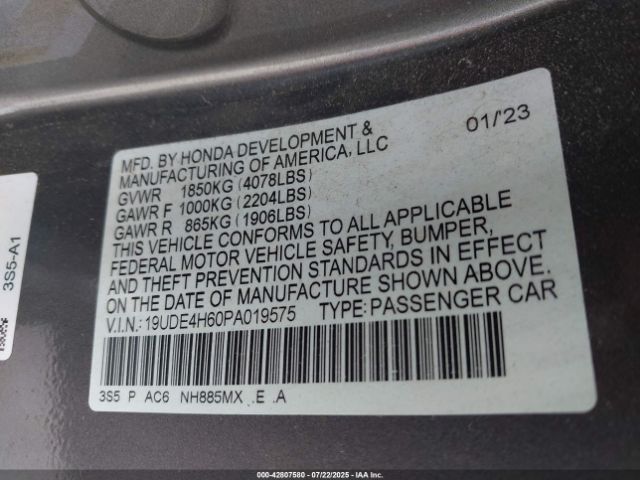 MFD. BY HONDA DEVELOPMENT & 01/'23
MANUFACTURING OF AMERICA, LLC
GVWR 1850KG (4078LBS)
GAWR F 1000KG (2204LBS)
GAWR R 865KG (1906LBS)
THIS VEHICLE CONFORMS TO ALL APPLICABLE
FEDERAL MOTOR VEHICLE SAFETY, BUMPER,
AND THEFT PREVENTION STANDARDS IN EFFECT
ON THE DATE OF MANUFACTURE SHOWN ABOVE.
V.I.N.: 19UDE4H60PA019575 TYPE: PASSENGER CAR
3S5 P AC6 NH885MX .E .A
3S5-A1
000-42807580 - 07/22/2025 - IAAI.COM